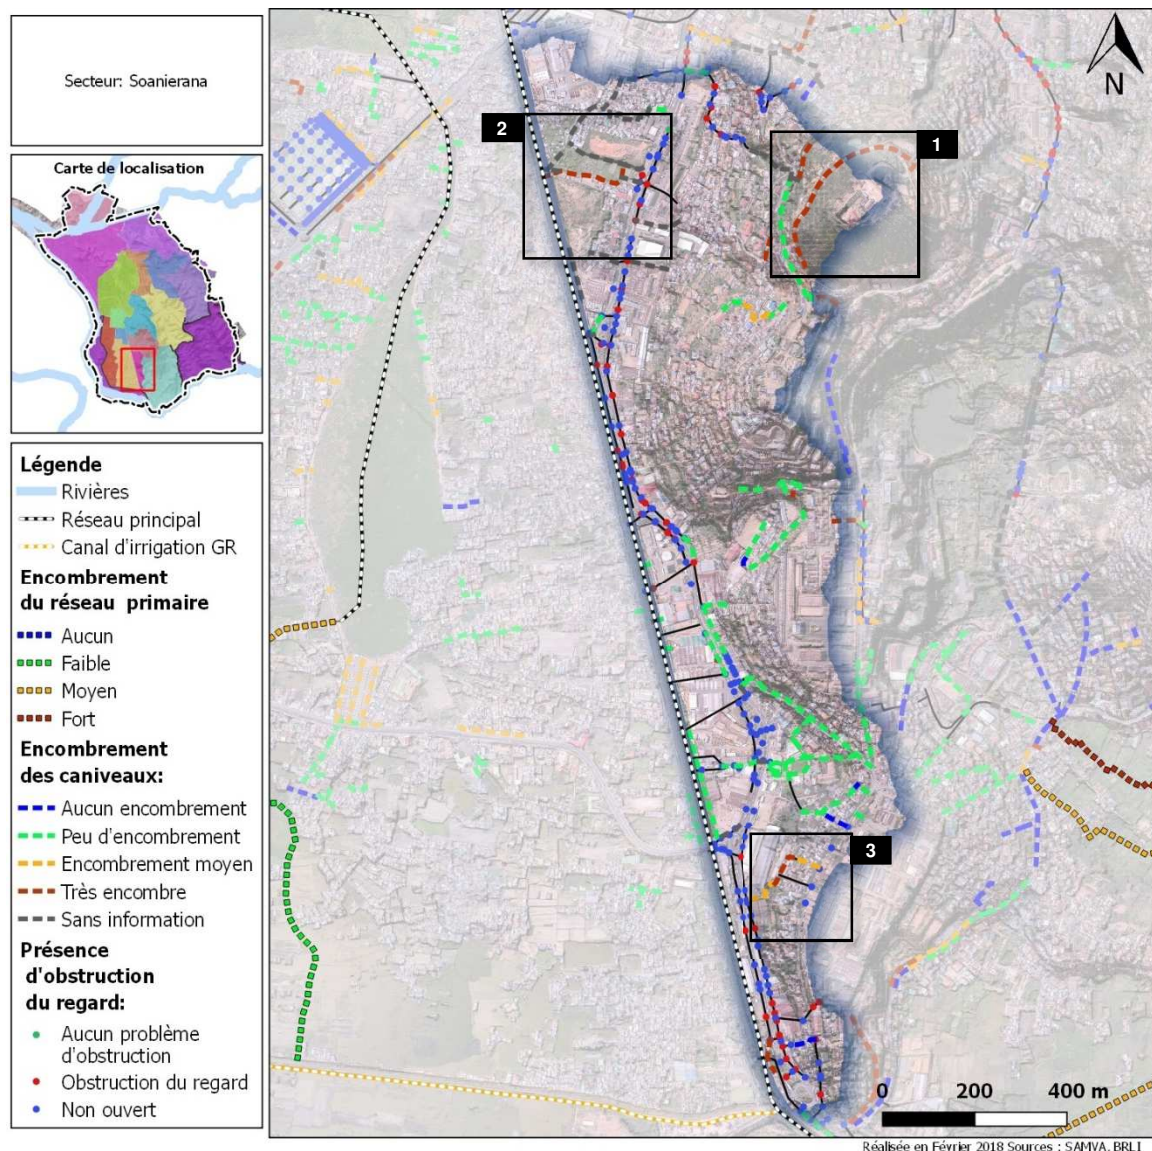 Secteur: Soanierana
Carte de localisation
Légende
Rivières
Réseau principal
Canal d'irrigation GR
Encombrement
du réseau primaire
Aucun
Faible
Moyen
Fort
Encombrement
des caniveaux:
Aucun encombrement
Peu d'encombrement
Encombrement moyen
Très encombre
Sans information
Présence
d'obstruction
du regard:
Aucun problème
d'obstruction
Obstruction du regard
Non ouvert
N
2
1
3
0 200 400 m
Réalisée en Février 2018 Sources : SAMVA, BRLI